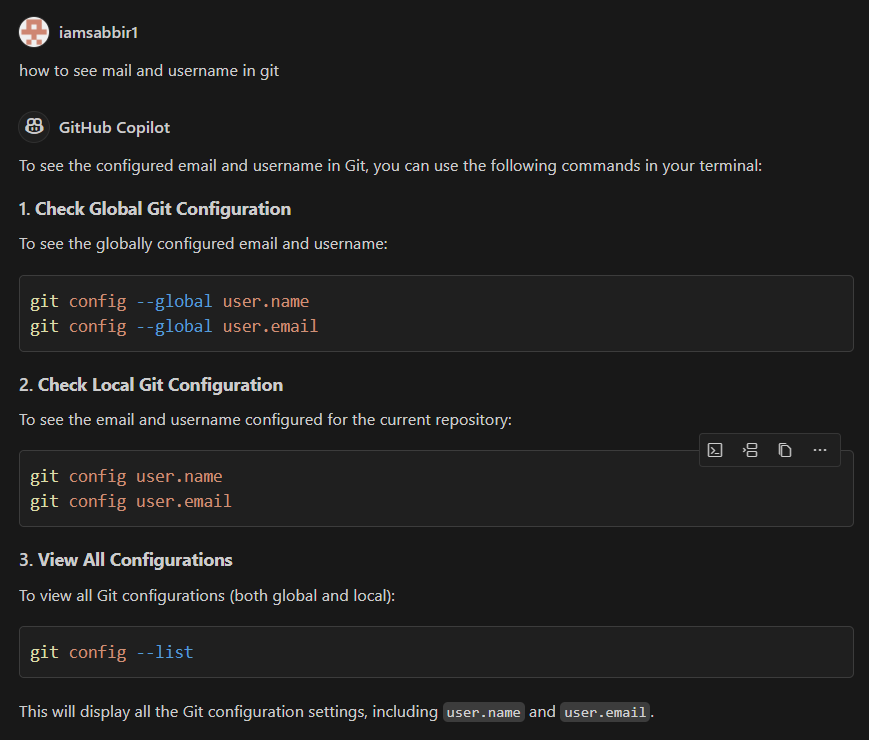 iamsabbir1
how to see mail and username in git
GitHub Copilot
To see the configured email and username in Git, you can use the following commands in your terminal:
1. Check Global Git Configuration
To see the globally configured email and username:
git config --global user.name
git config --global user.email
2. Check Local Git Configuration
To see the email and username configured for the current repository:
git config user.name
git config user.email
3. View All Configurations
To view all Git configurations (both global and local):
git config --list
This will display all the Git configuration settings, including user.name and user.email.